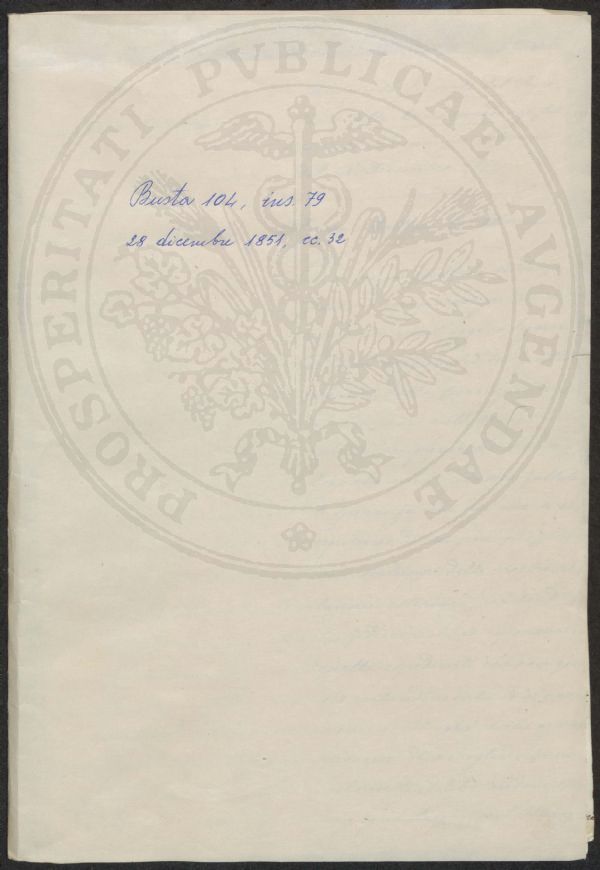 Busta 104, ins. 79
28 dicembre 1851, cc. 32
PROSPERITATI PVBLICAE AVGENDAE